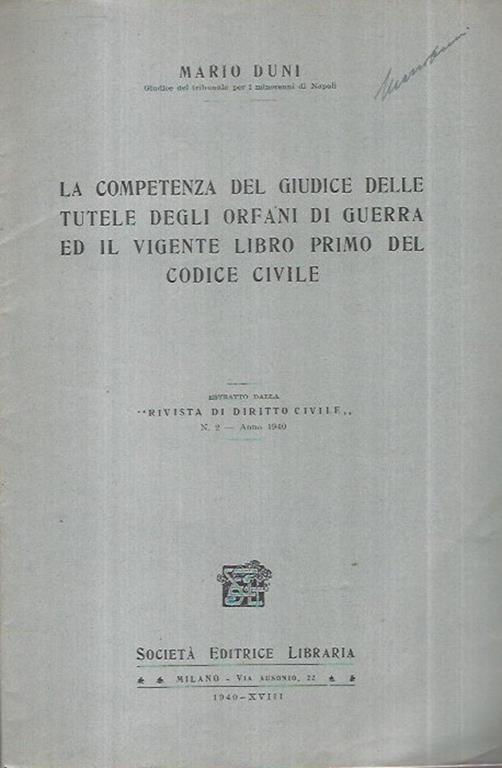 MARIO DUNI
Giudice del tribunale per i minorenni di Napoli
LA COMPETENZA DEL GIUDICE DELLE
TUTELE DEGLI ORFANI DI GUERRA
ED IL VIGENTE LIBRO PRIMO DEL
CODICE CIVILE
ESTRATTO DALLA
"RIVISTA DI DIRITTO CIVILE„
N. 2 — Anno 1940
SOCIETÀ EDITRICE LIBRARIA
MILANO - VIA AUSONIO, 22
1940-XVIII